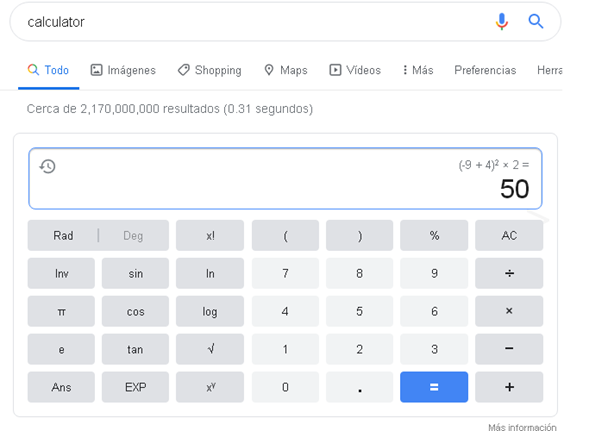 calculator
Todo Imágenes Shopping Maps Vídeos Más Preferencias Herra
Cerca de 2,170,000,000 resultados (0.31 segundos)
(-9 + 4)² × 2 =
50
Rad | Deg x! ( ) % AC
Inv sin ln 7 8 9 ÷
π cos log 4 5 6 ×
e tan √ 1 2 3 −
Ans EXP xʸ 0 . = +
Más información